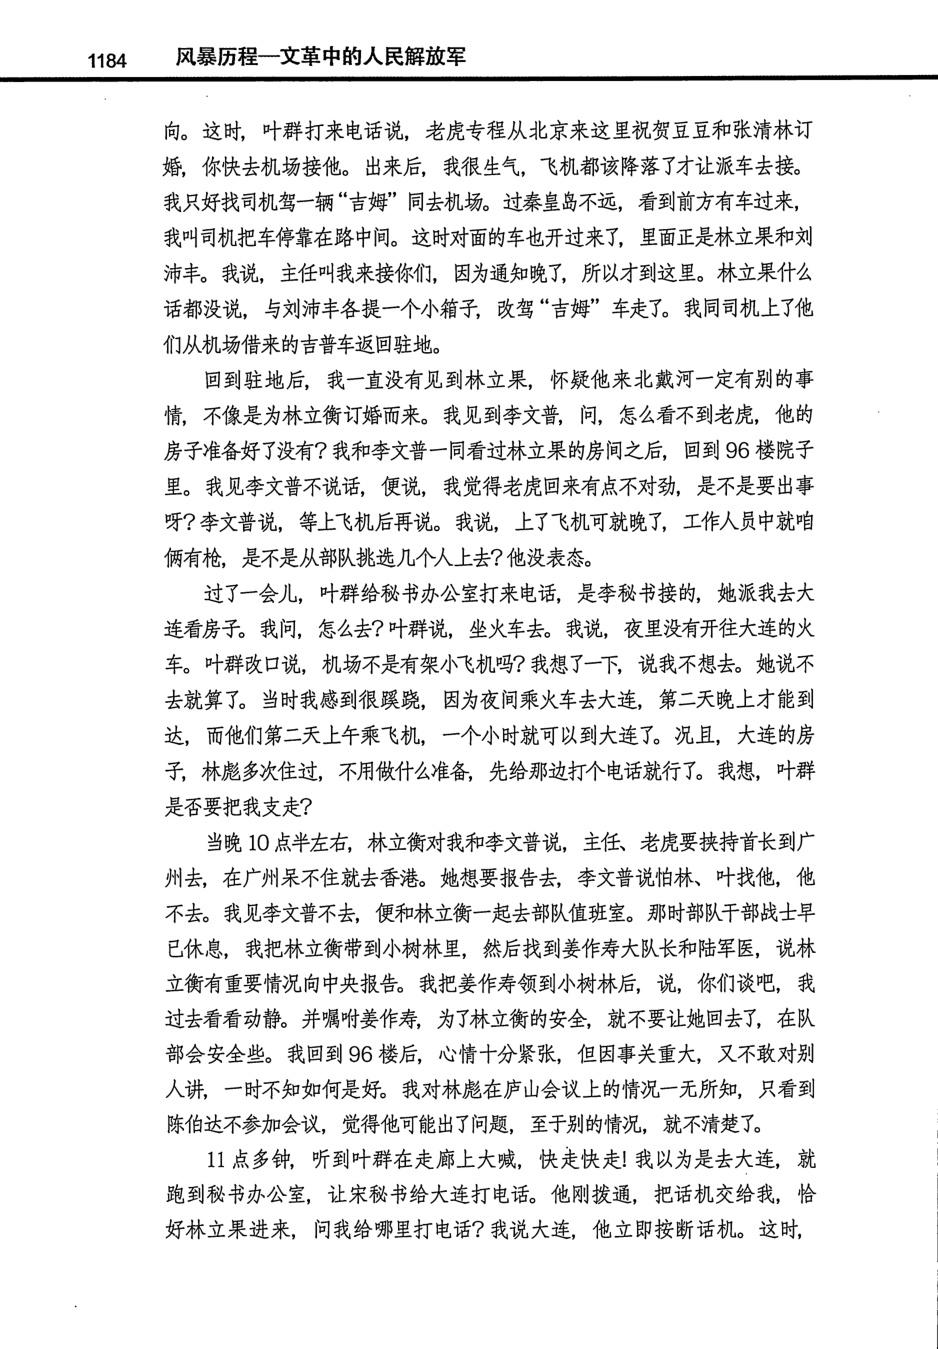 1184 风暴历程—文革中的人民解放军
向。这时，叶群打来电话说，老虎专程从北京来这里祝贺豆豆和张清林订
婚，你快去机场接他。出来后，我很生气，飞机都该降落了才让派车去接。
我只好找司机驾一辆“吉姆”同去机场。过秦皇岛不远，看到前方有车过来，
我叫司机把车停靠在路中间。这时对面的车也开过来了，里面正是林立果和刘
沛丰。我说，主任叫我来接你们，因为通知晚了，所以才到这里。林立果什么
话都没说，与刘沛丰各提一个小箱子，改驾“吉姆”车走了。我同司机上了他
们从机场借来的吉普车返回驻地。
回到驻地后，我一直没有见到林立果，怀疑他来北戴河一定有别的事
情，不像是为林立衡订婚而来。我见到李文普，问，怎么看不到老虎，他的
房子准备好了没有？我和李文普一同看过林立果的房间之后，回到 96 楼院子
里。我见李文普不说话，便说，我觉得老虎回来有点不对劲，是不是要出事
呀？李文普说，等上飞机后再说。我说，上了飞机可就晚了，工作人员中就咱
俩有枪，是不是从部队挑选几个人上去？他没表态。
过了一会儿，叶群给秘书办公室打来电话，是李秘书接的，她派我去大
连看房子。我问，怎么去？叶群说，坐火车去。我说，夜里没有开往大连的火
车。叶群改口说，机场不是有架小飞机吗？我想了一下，说我不想去。她说不
去就算了。当时我感到很蹊跷，因为夜间乘火车去大连，第二天晚上才能到
达，而他们第二天上午乘飞机，一个小时就可以到大连了。况且，大连的房
子，林彪多次住过，不用做什么准备，先给那边打个电话就行了。我想，叶群
是否要把我支走？
当晚 10 点半左右，林立衡对我和李文普说，主任、老虎要挟持首长到广
州去，在广州呆不住就去香港。她想要报告去，李文普说怕林、叶找他，他
不去。我见李文普不去，便和林立衡一起去部队值班室。那时部队干部战士早
已休息，我把林立衡带到小树林里，然后找到姜作寿大队长和陆军医，说林
立衡有重要情况向中央报告。我把姜作寿领到小树林后，说，你们谈吧，我
过去看看动静。并嘱咐姜作寿，为了林立衡的安全，就不要让她回去了，在队
部会安全些。我回到 96 楼后，心情十分紧张，但因事关重大，又不敢对别
人讲，一时不知如何是好。我对林彪在庐山会议上的情况一无所知，只看到
陈伯达不参加会议，觉得他可能出了问题，至于别的情况，就不清楚了。
11 点多钟，听到叶群在走廊上大喊，快走快走！我以为是去大连，就
跑到秘书办公室，让宋秘书给大连打电话。他刚拨通，把话机交给我，恰
好林立果进来，问我给哪里打电话？我说大连，他立即按断话机。这时，